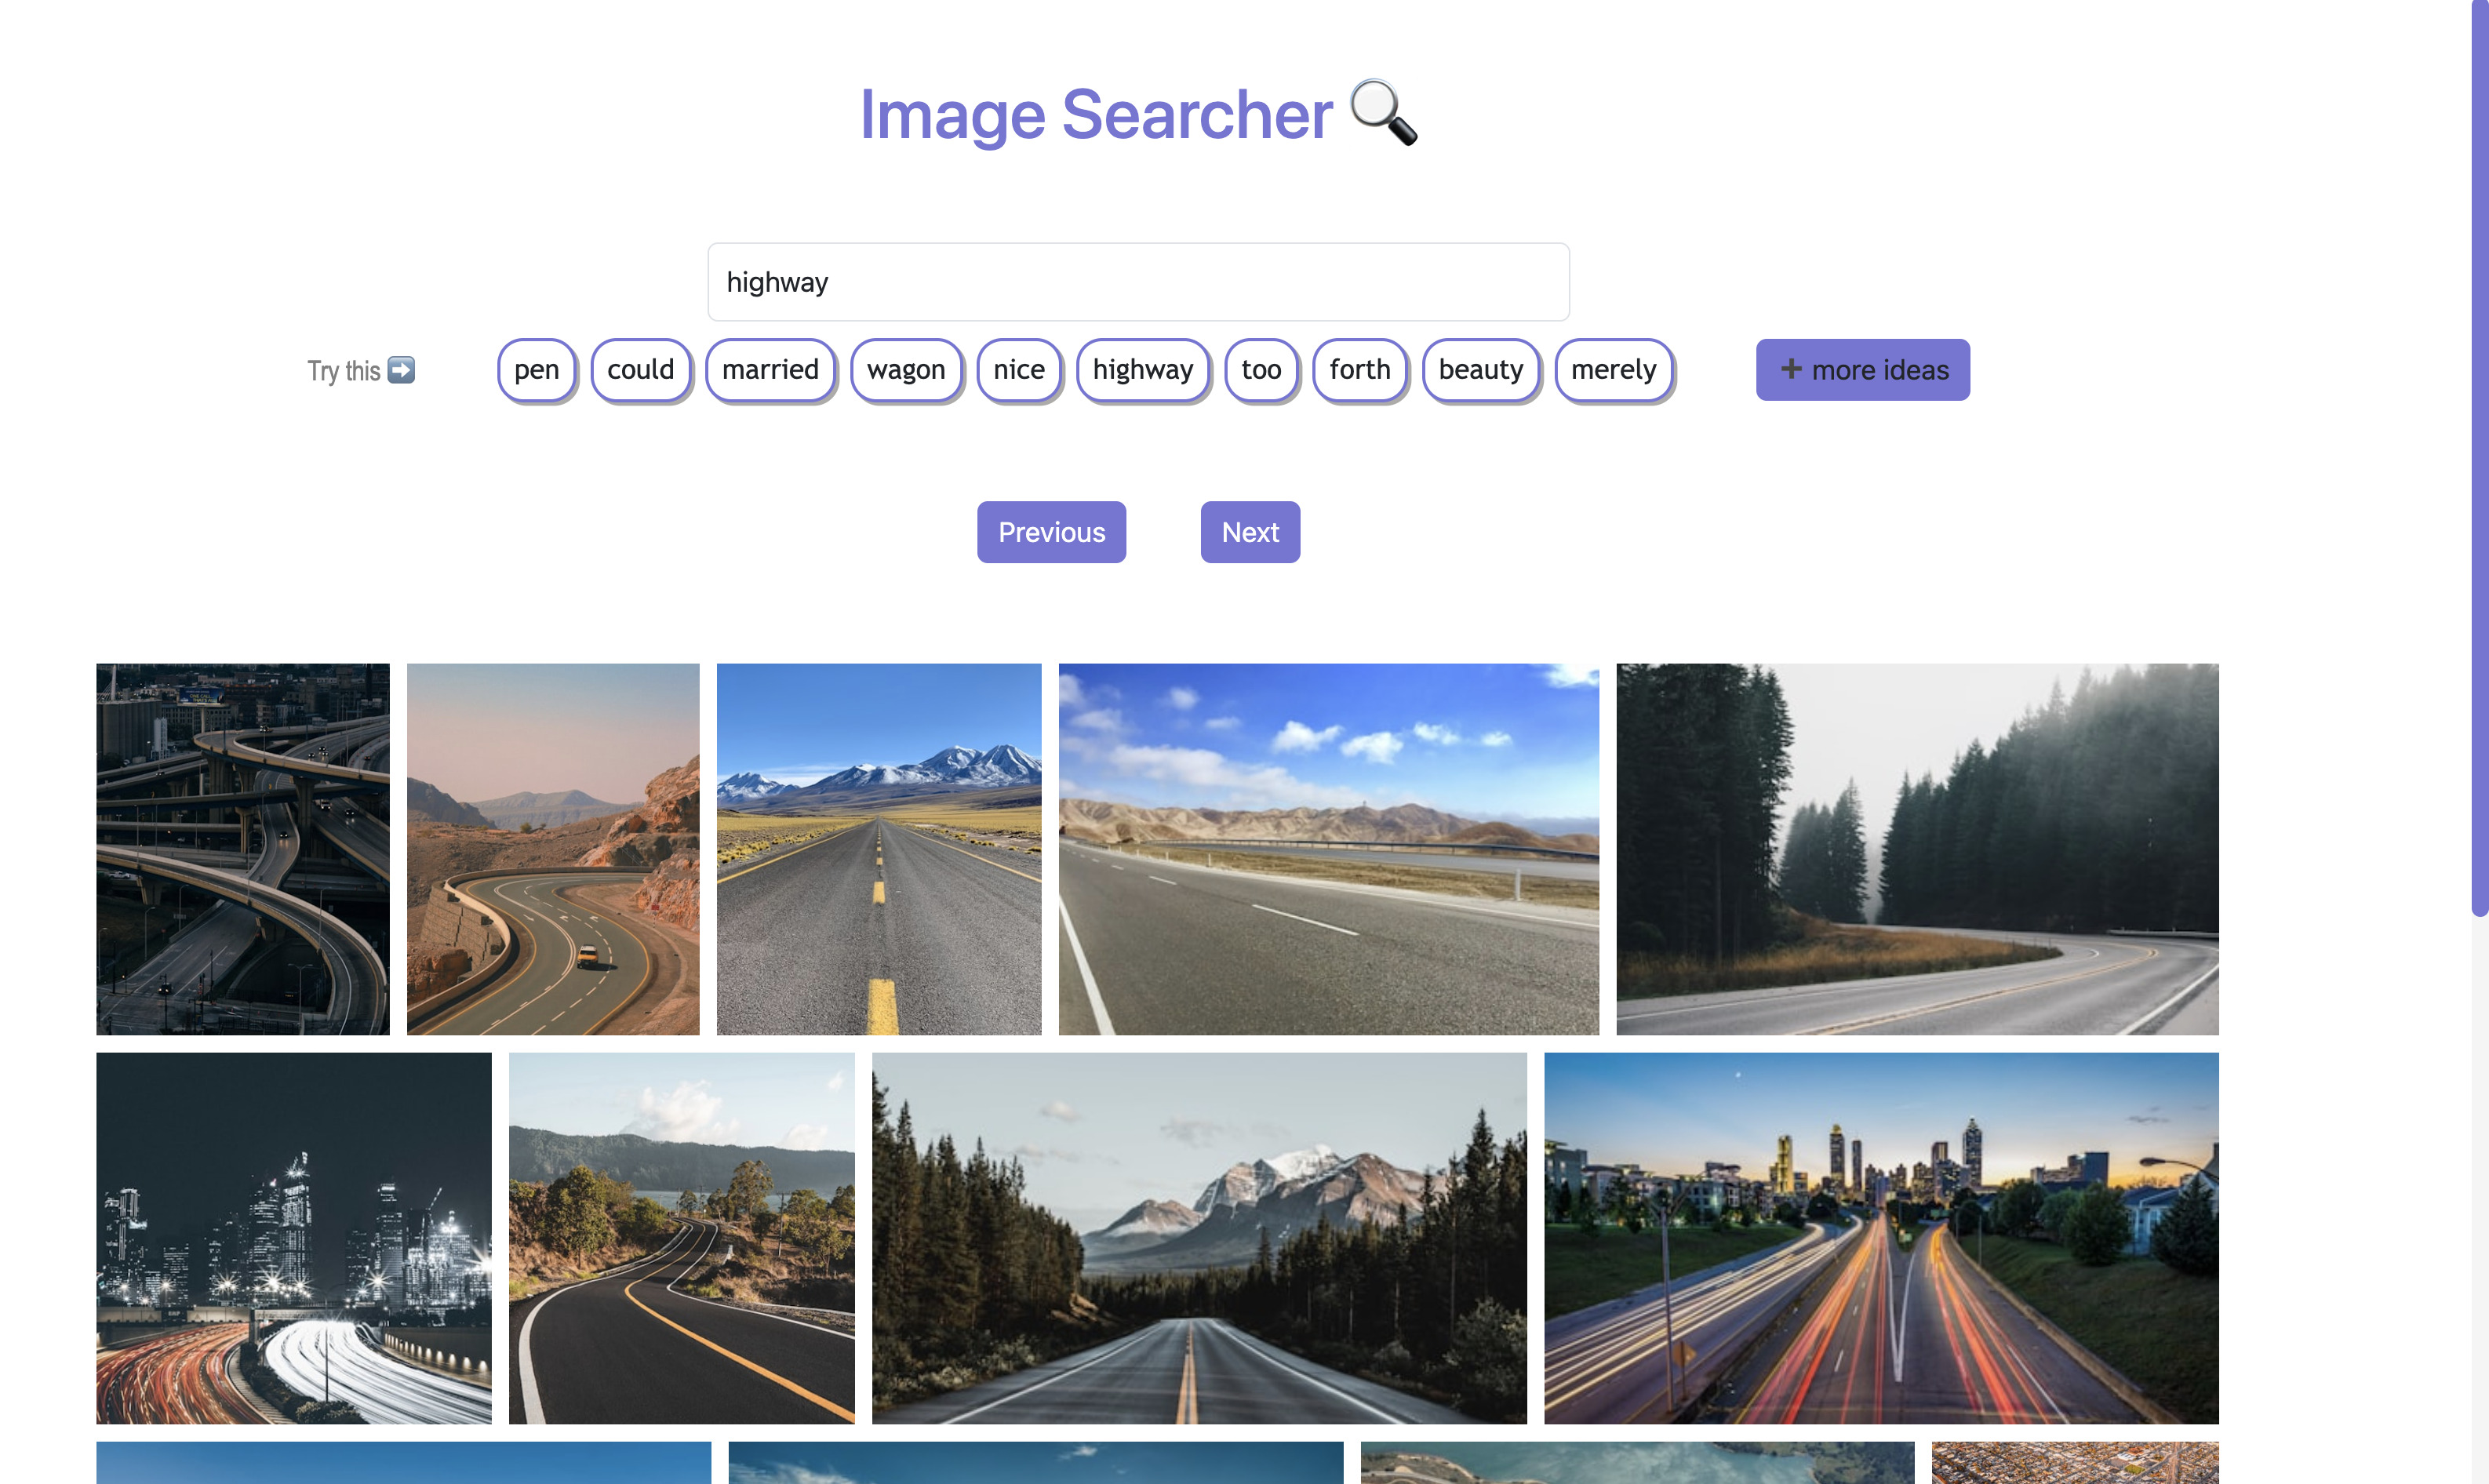 Image Searcher 🔍
highway
Try this ➡️ pen could married wagon nice highway too forth beauty merely ➕ more ideas
Previous Next